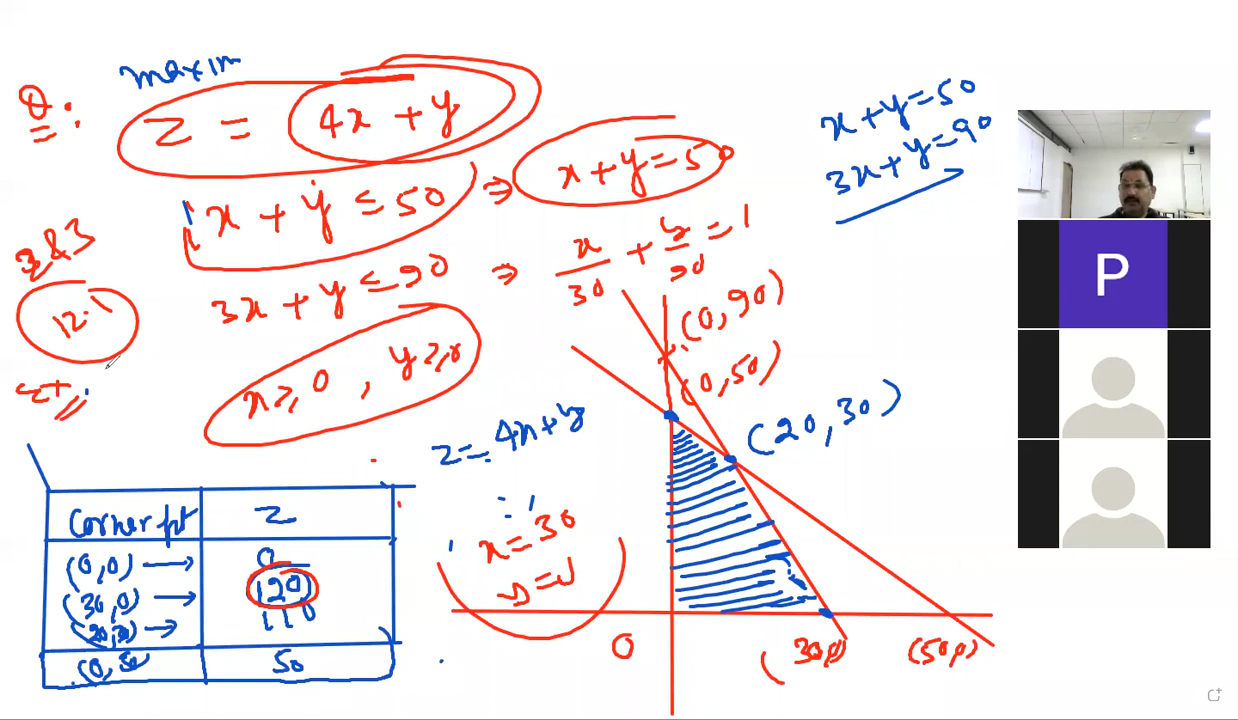 maxim
Q:
Z = 4x + y
x + y ≤ 50 ⇒ x + y = 50
3x + y ≤ 90 ⇒ x/30 + y/90 = 1
x ≥ 0 ,
x + y = 50
3x + y = 90
&3
12.1
(0, 90)
(0, 50)
(20, 30)
Z = 4x + y
x = 30
0
(30,0)
(50,0)
Corner pt Z
(0,0) → 0
(30,0) → 120
(20,30) → 110
(0, 50) 50
P